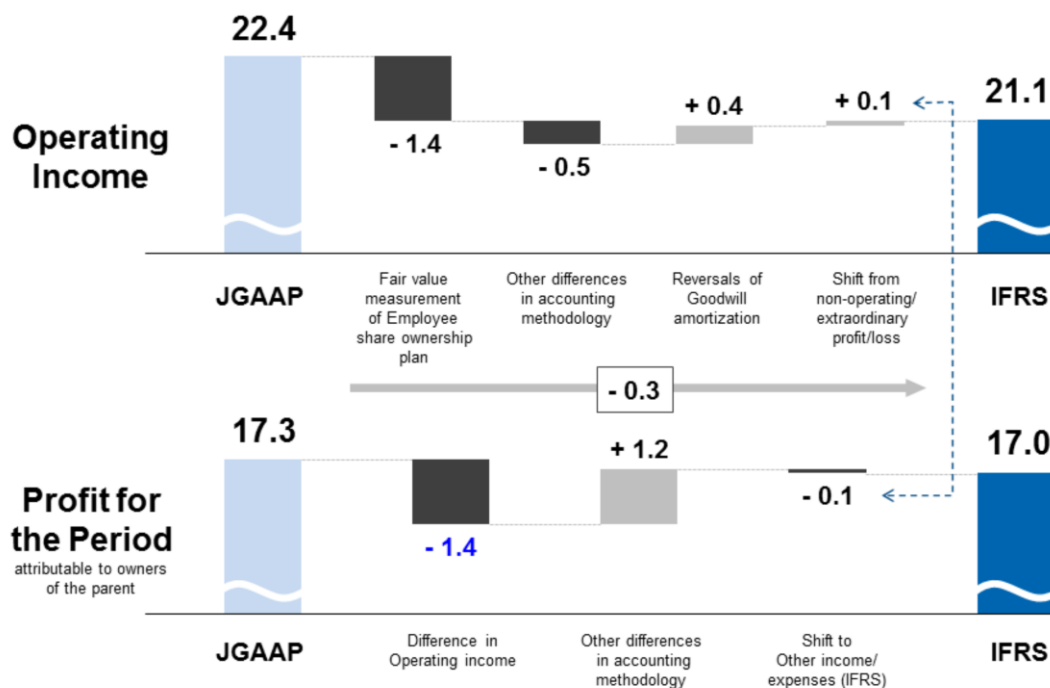 22.4
+ 0.4
+ 0.1
21.1
Operating
Income
- 1.4
- 0.5
JGAAP
Fair value
measurement
of Employee
share ownership
plan
Other differences
in accounting
methodology
Reversals of
Goodwill
amortization
Shift from
non-operating/
extraordinary
profit/loss
IFRS
- 0.3
17.3
+ 1.2
17.0
Profit for
the Period
attributable to owners
of the parent
- 1.4
- 0.1
JGAAP
Difference in
Operating income
Other differences
in accounting
methodology
Shift to
Other income/
expenses (IFRS)
IFRS